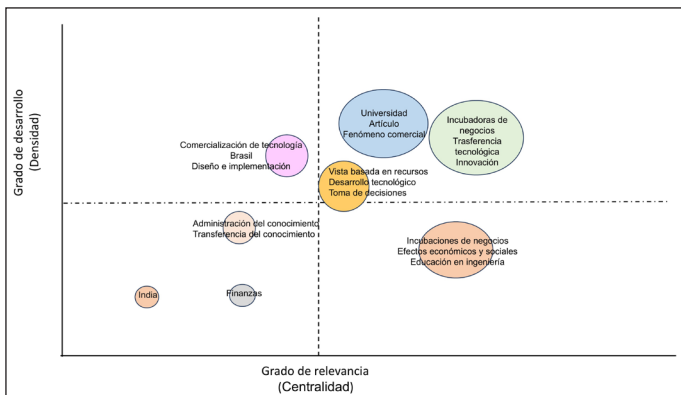 Grado de desarrollo
(Densidad)
Universidad
Artículo
Fenómeno comercial
Incubadoras de
negocios
Trasferencia
tecnológica
Innovación
Comercialización de tecnología
Brasil
Diseño e implementación
Vista basada en recursos
Desarrollo tecnológico
Toma de decisiones
Administración del conocimiento
Transferencia del conocimiento
Incubaciones de negocios
Efectos económicos y sociales
Educación en ingeniería
India
Finanzas
Grado de relevancia
(Centralidad)